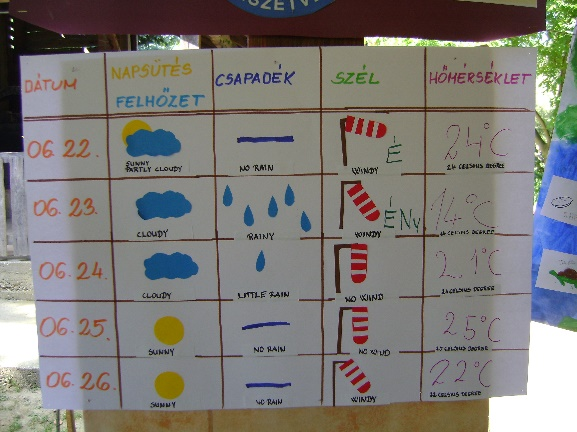 DÁTUM NAPSÜTÉS CSAPADÉK SZÉL HŐMÉRSÉKLET
FELHŐZET
06.22. SUNNY NO RAIN WINDY É 24°C
PARTLY CLOUDY 24 CELSIUS DEGREE
06.23. CLOUDY RAINY WINDY ÉNy 14°C
14 CELSIUS DEGREE
06.24. CLOUDY LITTLE RAIN NO WIND 21°C
21 CELSIUS DEGREE
06.25. SUNNY NO RAIN NO WIND 25°C
CELSIUS DEGREE
06.26. SUNNY NO RAIN WINDY 22°C
22 CELSIUS DEGREE